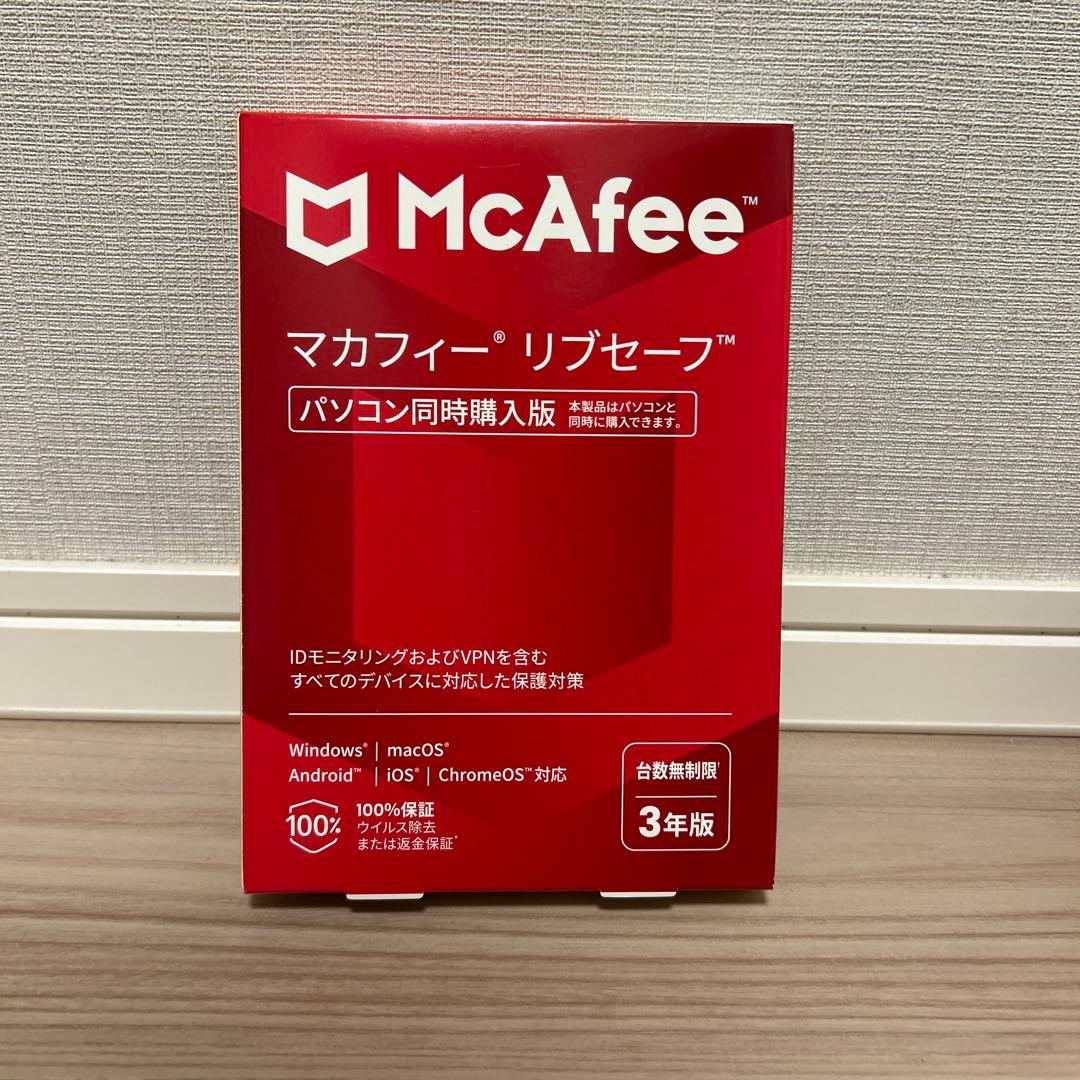 McAfee™
マカフィー® リブセーフ™
パソコン同時購入版
本製品はパソコンと
同時に購入できます。
IDモニタリングおよびVPNを含む
すべてのデバイスに対応した保護対策
Windows® | macOS®
Android™ | iOS® | ChromeOS™ 対応
100%
100%保証
ウイルス除去
または返金保証*
台数無制限†
3年版